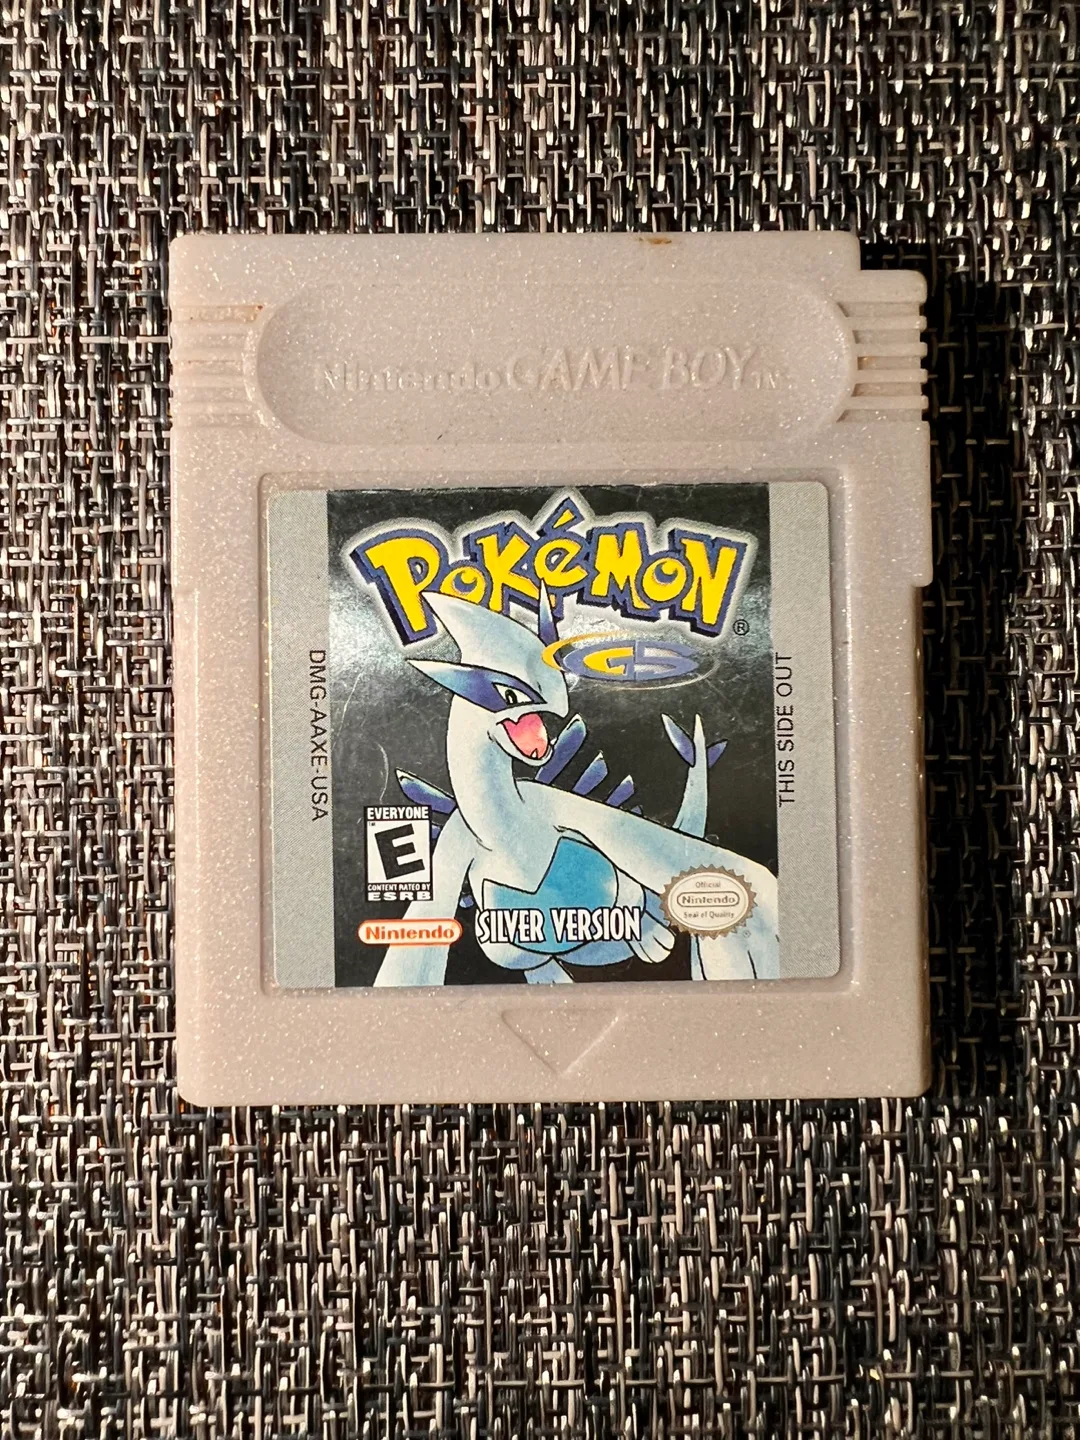 Nintendo GAME BOY TM
POKéMON
®
GS
DMG-AAXE-USA
THIS SIDE OUT
EVERYONE
E
CONTENT RATED BY
ESRB
Nintendo
SILVER VERSION
Official
Nintendo
Seal of Quality